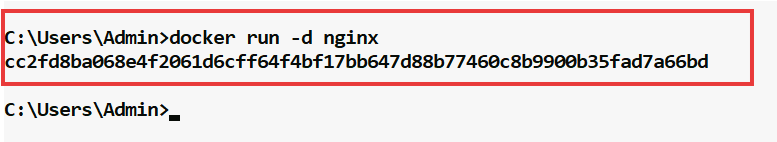 C:\Users\Admin>docker run -d nginx
cc2fd8ba068e4f2061d6cff64f4bf17bb647d88b77460c8b9900b35fad7a66bd
C:\Users\Admin>